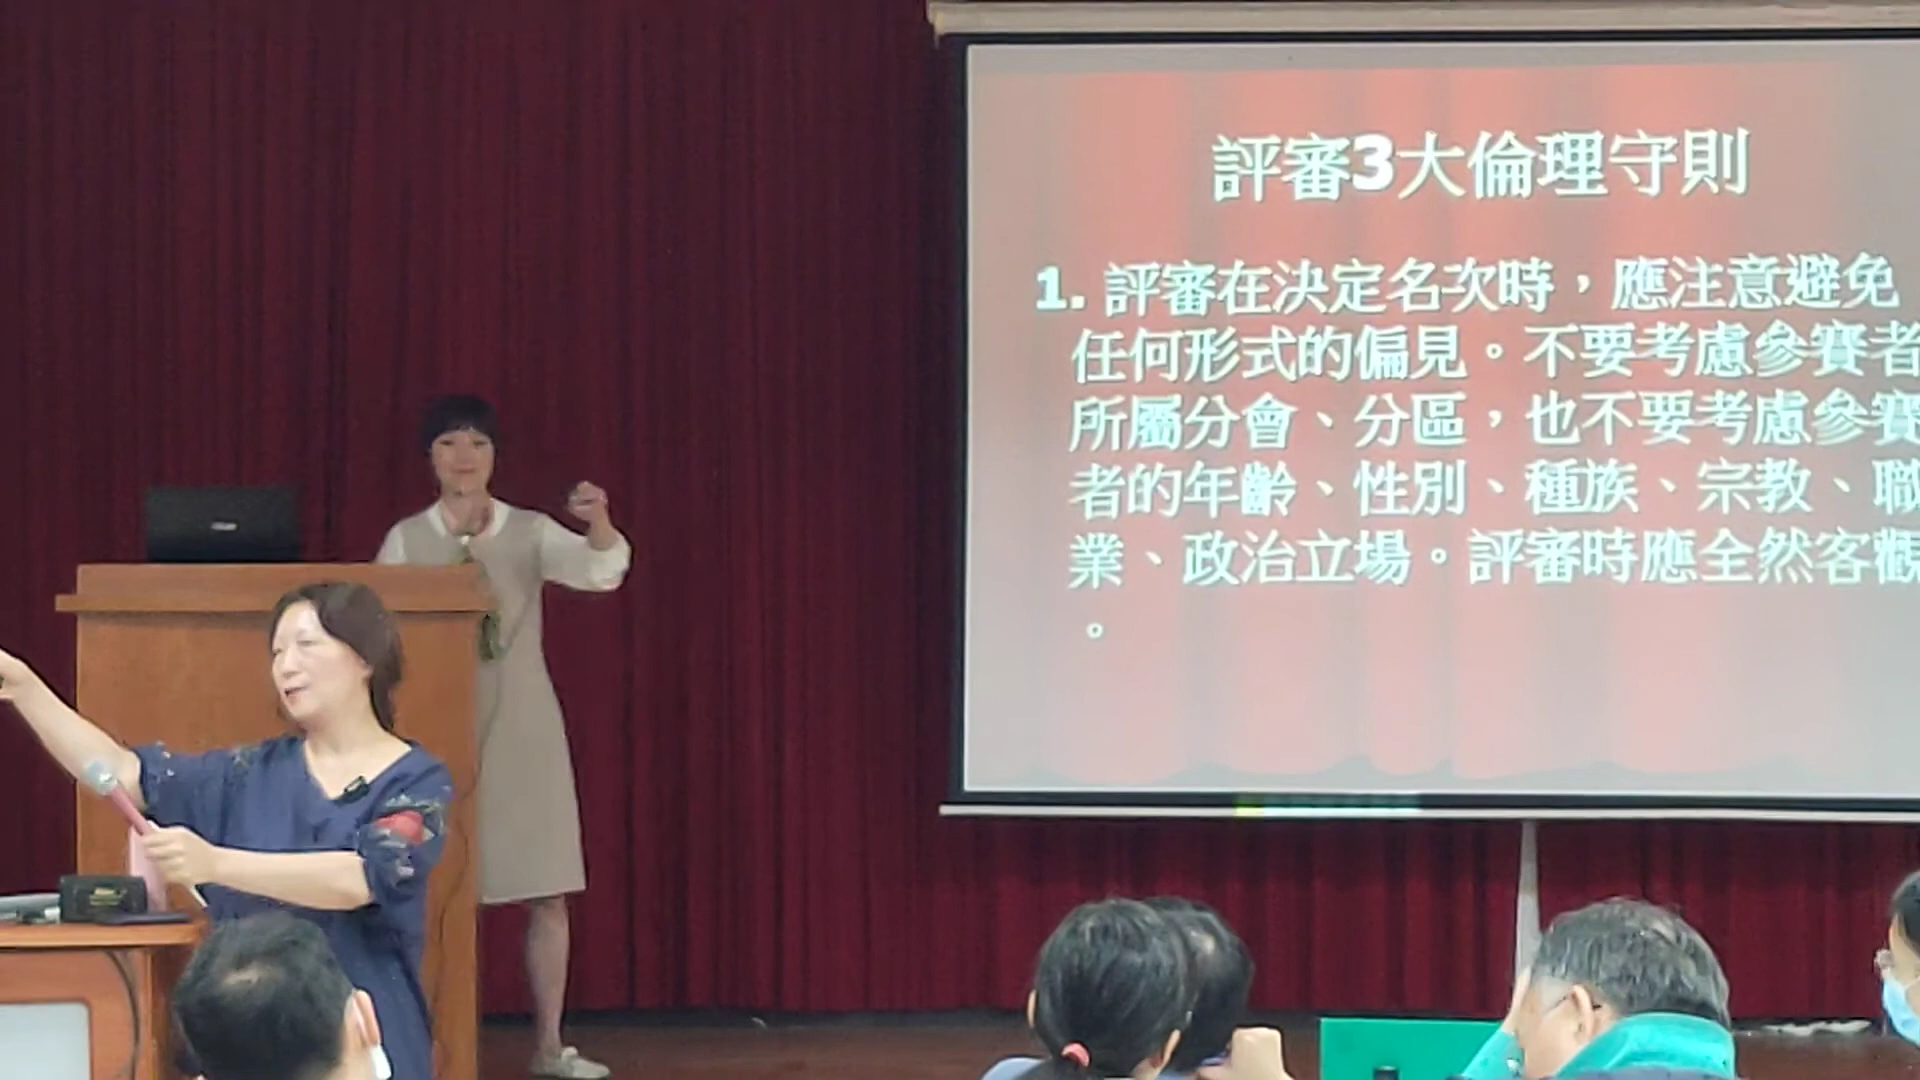 評審3大倫理守則
1. 評審在決定名次時，應注意避免
任何形式的偏見。不要考慮參賽者
所屬分會、分區，也不要考慮參賽
者的年齡、性別、種族、宗教、職
業、政治立場。評審時應全然客觀
。